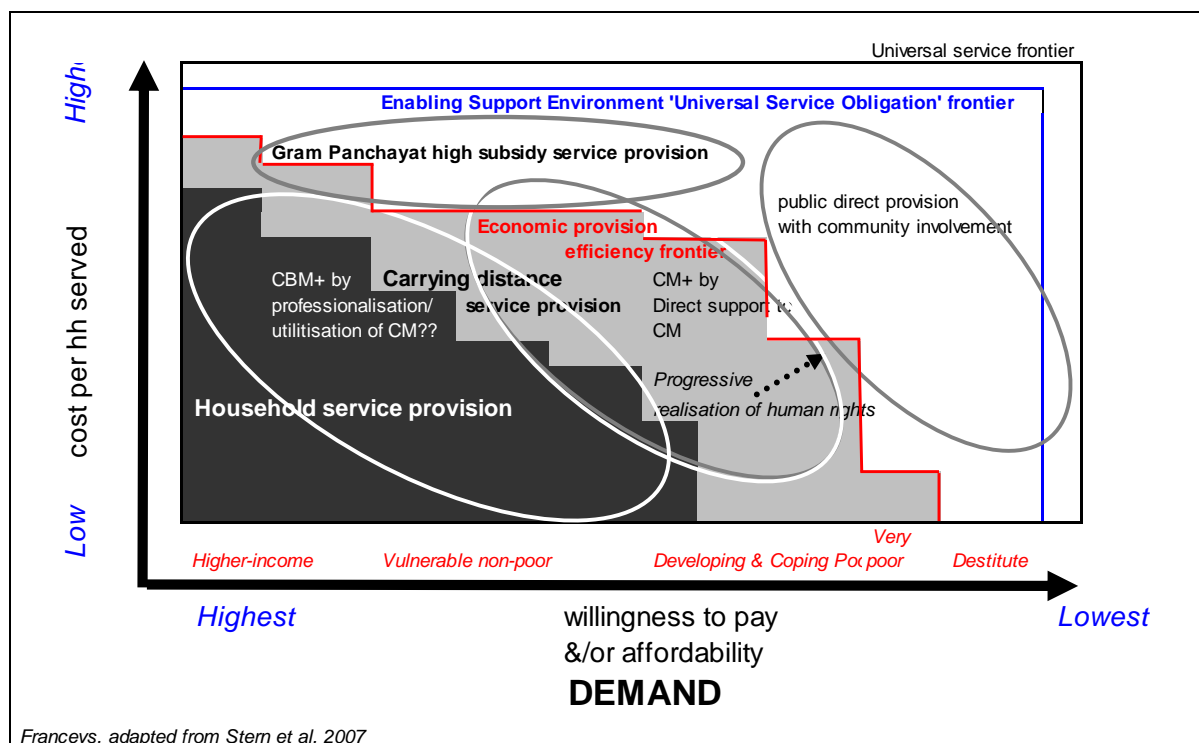 Universal service frontier
High
Enabling Support Environment 'Universal Service Obligation' frontier
Gram Panchayat high subsidy service provision
public direct provision
with community involvement
Economic provision
efficiency frontier
CBM+ by
professionalisation/
utilitisation of CM??
Carrying distance
service provision
CM+ by
Direct support to
CM
Progressive
realisation of human rights
Household service provision
cost per hh served
Low
Very
Higher-income
Vulnerable non-poor
Developing & Coping Poo
poor
Destitute
Highest
willingness to pay
&/or affordability
DEMAND
Lowest
Franceys, adapted from Stern et al, 2007